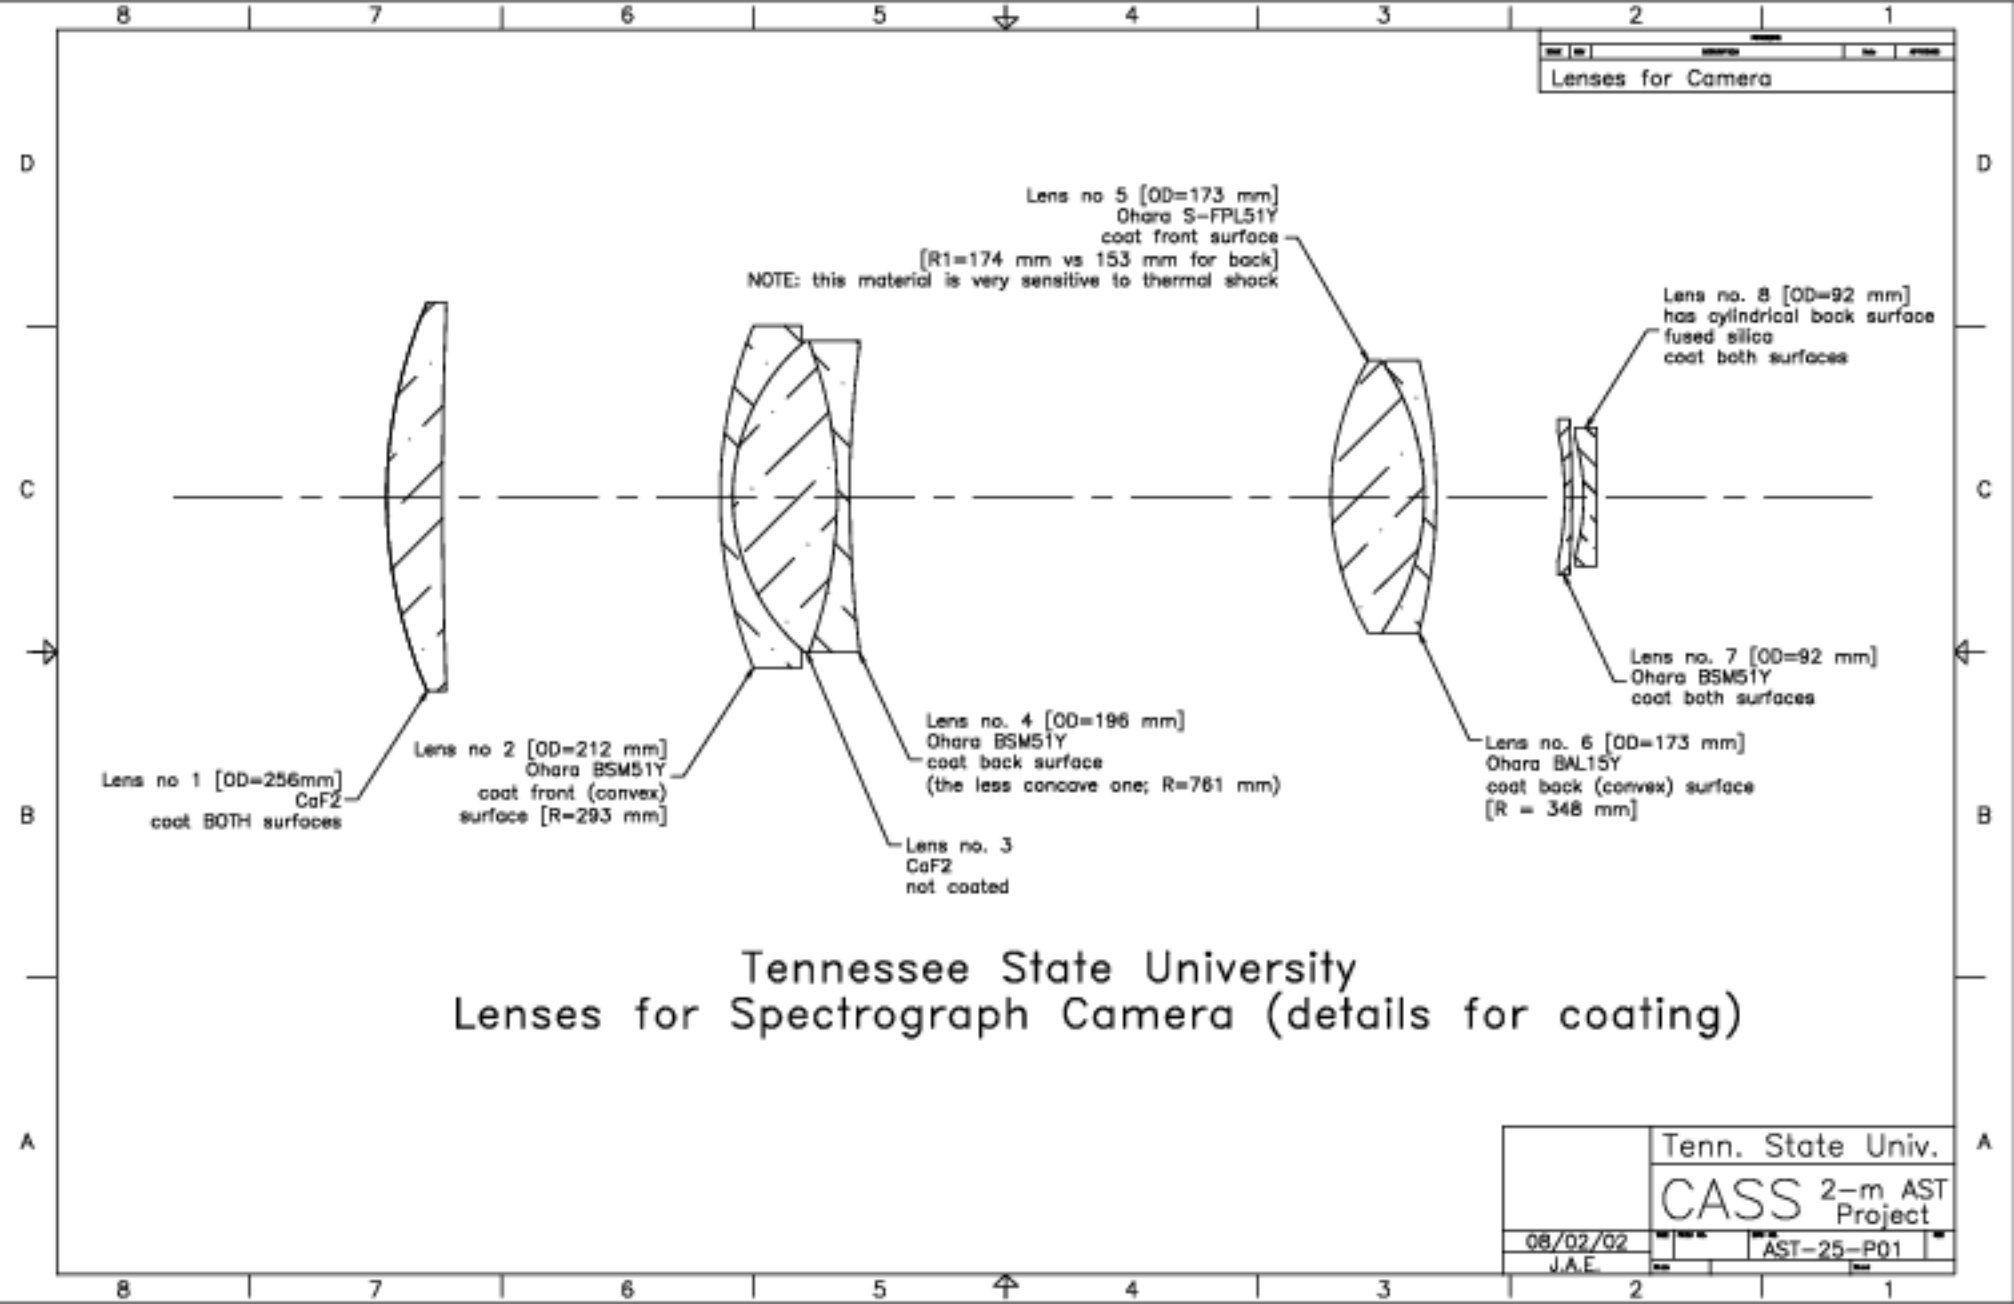 8 7 6 5 4 3 2 1
Lenses for Camera
D D
Lens no 5 [OD=173 mm]
Ohara S-FPL51Y
coat front surface
[R1=174 mm vs 153 mm for back]
NOTE: this material is very sensitive to thermal shock
Lens no. 8 [OD=92 mm]
has cylindrical back surface
fused silica
coat both surfaces
C C
Lens no. 7 [OD=92 mm]
Ohara BSM51Y
coat both surfaces
Lens no. 4 [OD=196 mm]
Ohara BSM51Y
coat back surface
(the less concave one; R=761 mm)
Lens no 2 [OD=212 mm]
Ohara BSM51Y
coat front (convex)
surface [R=293 mm]
Lens no. 6 [OD=173 mm]
Ohara BAL15Y
coat back (convex) surface
[R = 348 mm]
Lens no 1 [OD=256mm]
CaF2
coat BOTH surfaces
B B
Lens no. 3
CaF2
not coated
Tennessee State University
Lenses for Spectrograph Camera (details for coating)
A A
Tenn. State Univ.
CASS 2-m AST
Project
08/02/02
AST-25-P01
J.A.E.
8 7 6 5 4 3 2 1